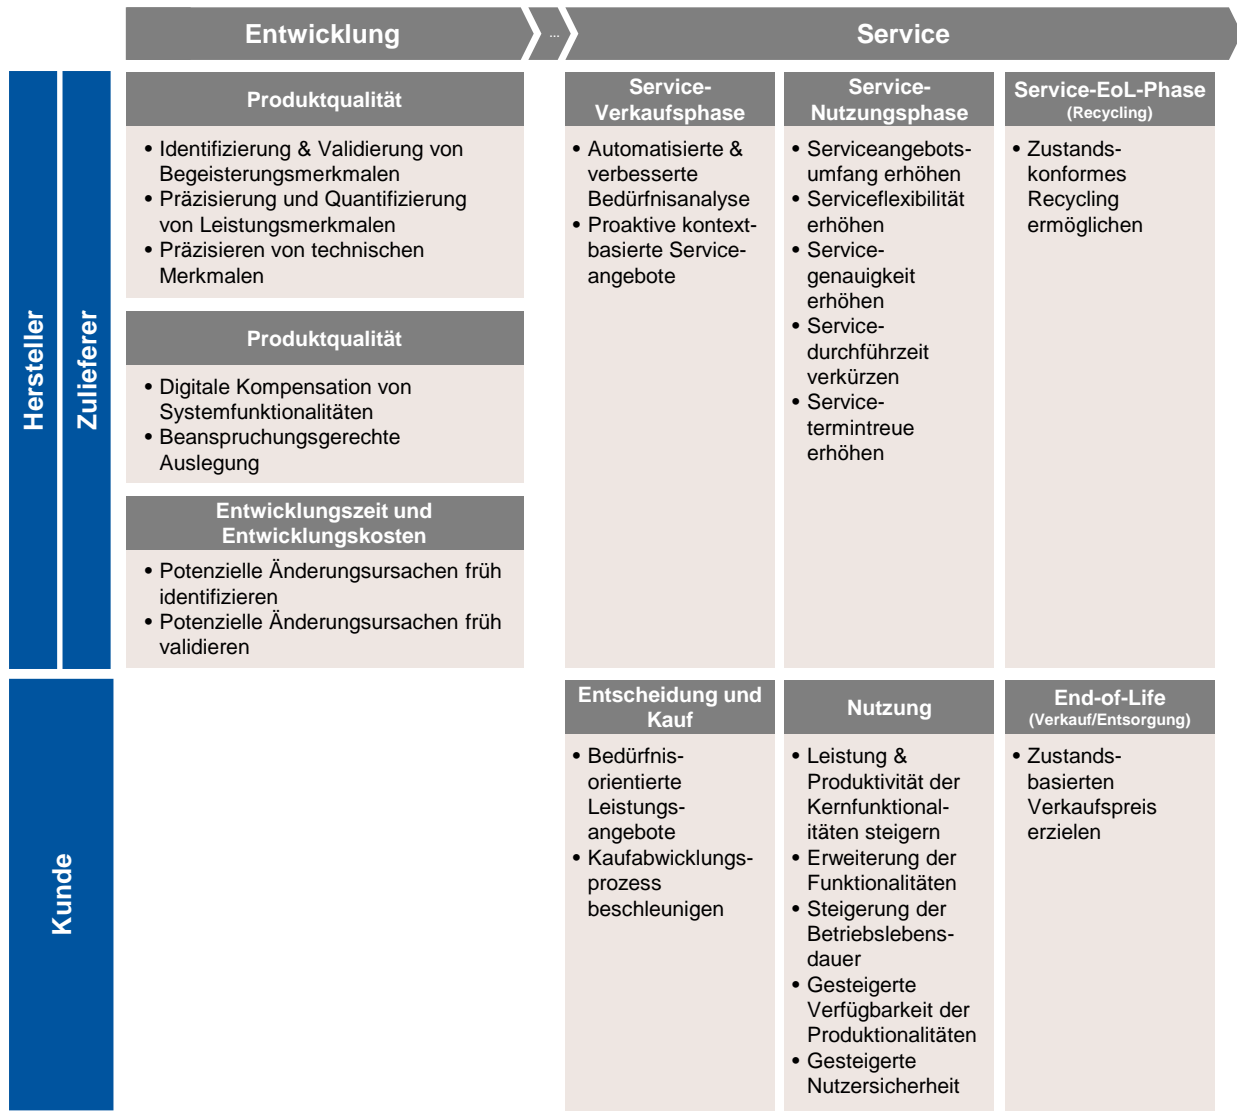 Entwicklung
...
Service
Hersteller
Zulieferer
Produktqualität
• Identifizierung & Validierung von
Begeisterungsmerkmalen
• Präzisierung und Quantifizierung
von Leistungsmerkmalen
• Präzisieren von technischen
Merkmalen
Produktqualität
• Digitale Kompensation von
Systemfunktionalitäten
• Beanspruchungsgerechte
Auslegung
Entwicklungszeit und
Entwicklungskosten
• Potenzielle Änderungsursachen früh
identifizieren
• Potenzielle Änderungsursachen früh
validieren
Service-
Verkaufsphase
• Automatisierte &
verbesserte
Bedürfnisanalyse
• Proaktive kontext-
basierte Service-
angebote
Service-
Nutzungsphase
• Serviceangebots-
umfang erhöhen
• Serviceflexibilität
erhöhen
• Service-
genauigkeit
erhöhen
• Service-
durchführzeit
verkürzen
• Service-
termintreue
erhöhen
Service-EoL-Phase
(Recycling)
• Zustands-
konformes
Recycling
ermöglichen
Kunde
Entscheidung und
Kauf
• Bedürfnis-
orientierte
Leistungs-
angebote
• Kaufabwicklungs-
prozess
beschleunigen
Nutzung
• Leistung &
Produktivität der
Kernfunktional-
itäten steigern
• Erweiterung der
Funktionalitäten
• Steigerung der
Betriebslebens-
dauer
• Gesteigerte
Verfügbarkeit der
Produktionalitäten
• Gesteigerte
Nutzersicherheit
End-of-Life
(Verkauf/Entsorgung)
• Zustands-
basierten
Verkaufspreis
erzielen